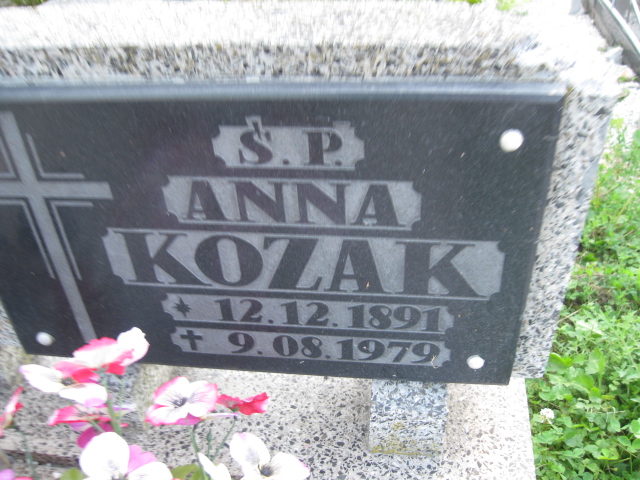 Ś.P.
ANNA
KOZAK
* 12.12.1891
✝ 9.08.1979